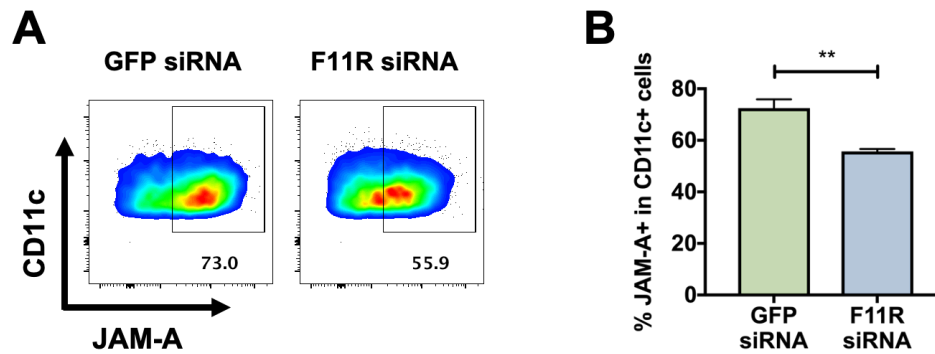 A
GFP siRNA
F11R siRNA
CD11c
73.0
55.9
JAM-A
B
% JAM-A+ in CD11c+ cells
**
80
60
40
20
0
GFP
siRNA
F11R
siRNA